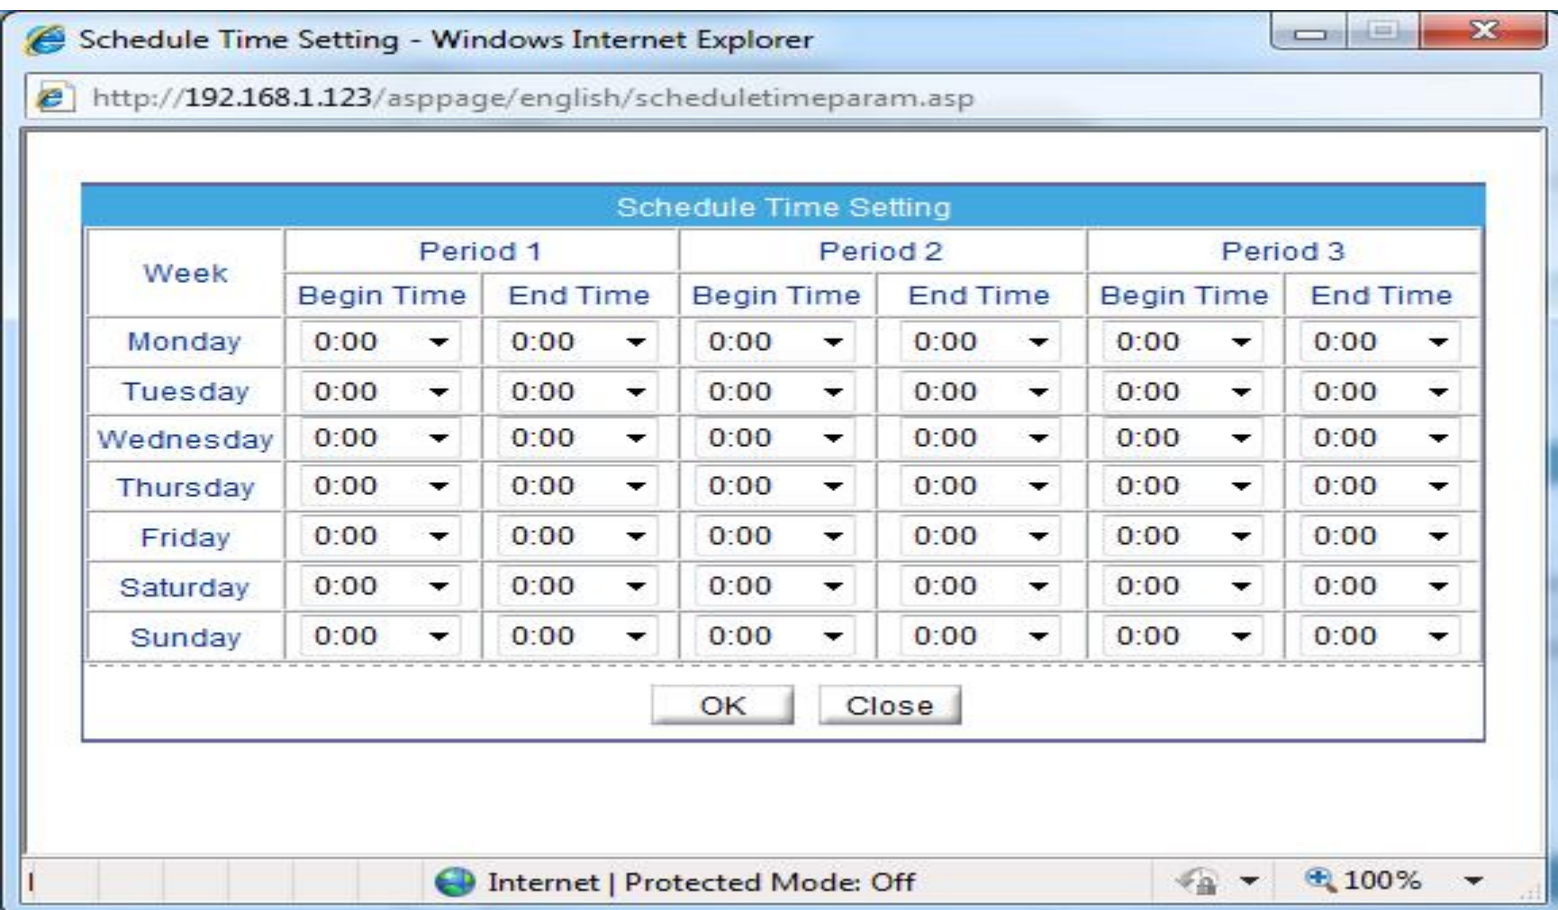 Schedule Time Setting - Windows Internet Explorer
http://192.168.1.123/asppage/english/scheduletimeparam.asp
Schedule Time Setting
Week Period 1 Period 2 Period 3
Begin Time End Time Begin Time End Time Begin Time End Time
Monday 0:00 0:00 0:00 0:00 0:00 0:00
Tuesday 0:00 0:00 0:00 0:00 0:00 0:00
Wednesday 0:00 0:00 0:00 0:00 0:00 0:00
Thursday 0:00 0:00 0:00 0:00 0:00 0:00
Friday 0:00 0:00 0:00 0:00 0:00 0:00
Saturday 0:00 0:00 0:00 0:00 0:00 0:00
Sunday 0:00 0:00 0:00 0:00 0:00 0:00
OK Close
Internet | Protected Mode: Off 100%